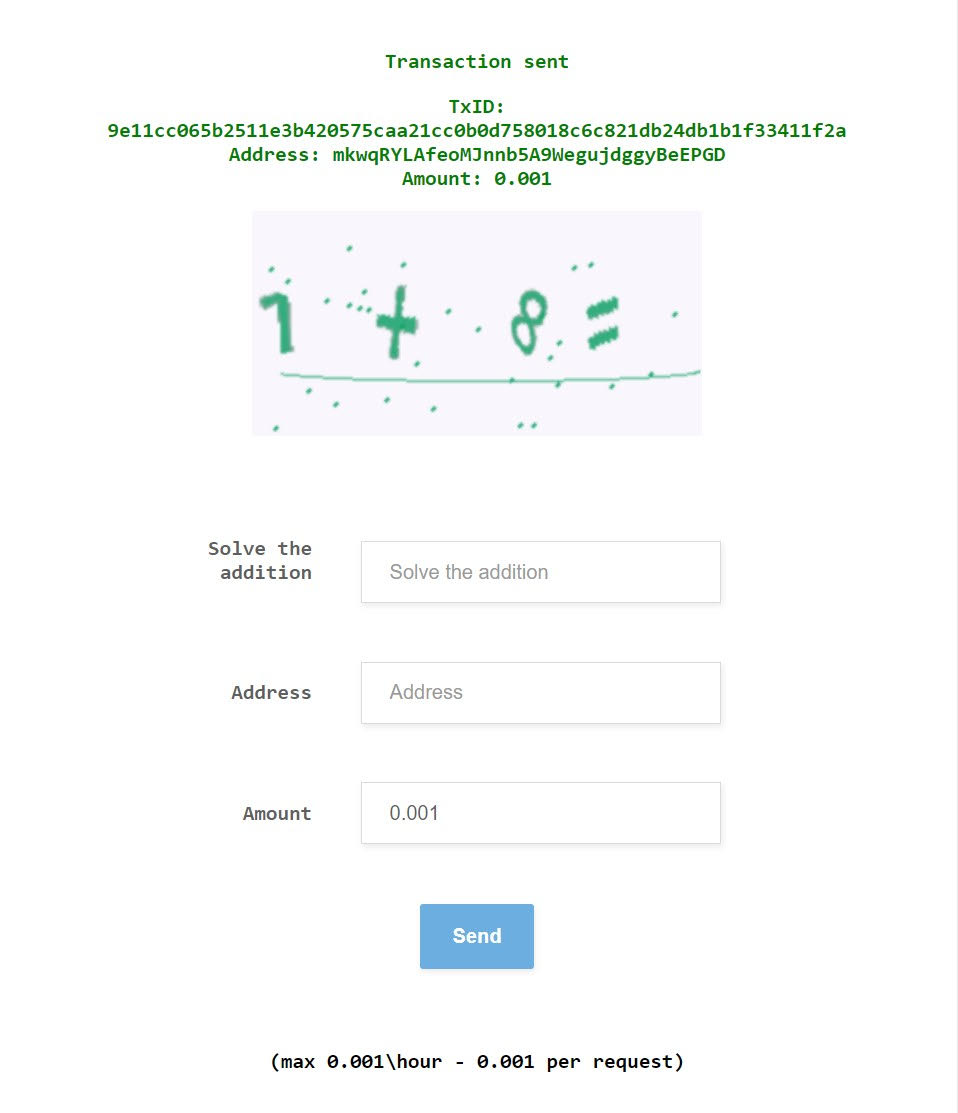 Transaction sent
TxID:
9e11cc065b2511e3b420575caa21cc0b0d758018c6c821db24db1b1f33411f2a
Address: mkwqRYLAfeoMJnnb5A9WegujdggyBeEPGD
Amount: 0.001
1 + 8 =
Solve the
addition
Solve the addition
Address
Address
Amount
0.001
Send
(max 0.001\hour - 0.001 per request)